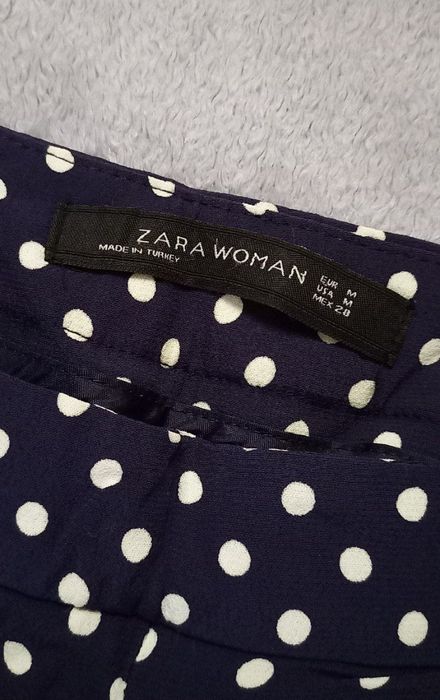 ZARA WOMAN
MADE IN TURKEY
EUR M
USA M
MEX 28